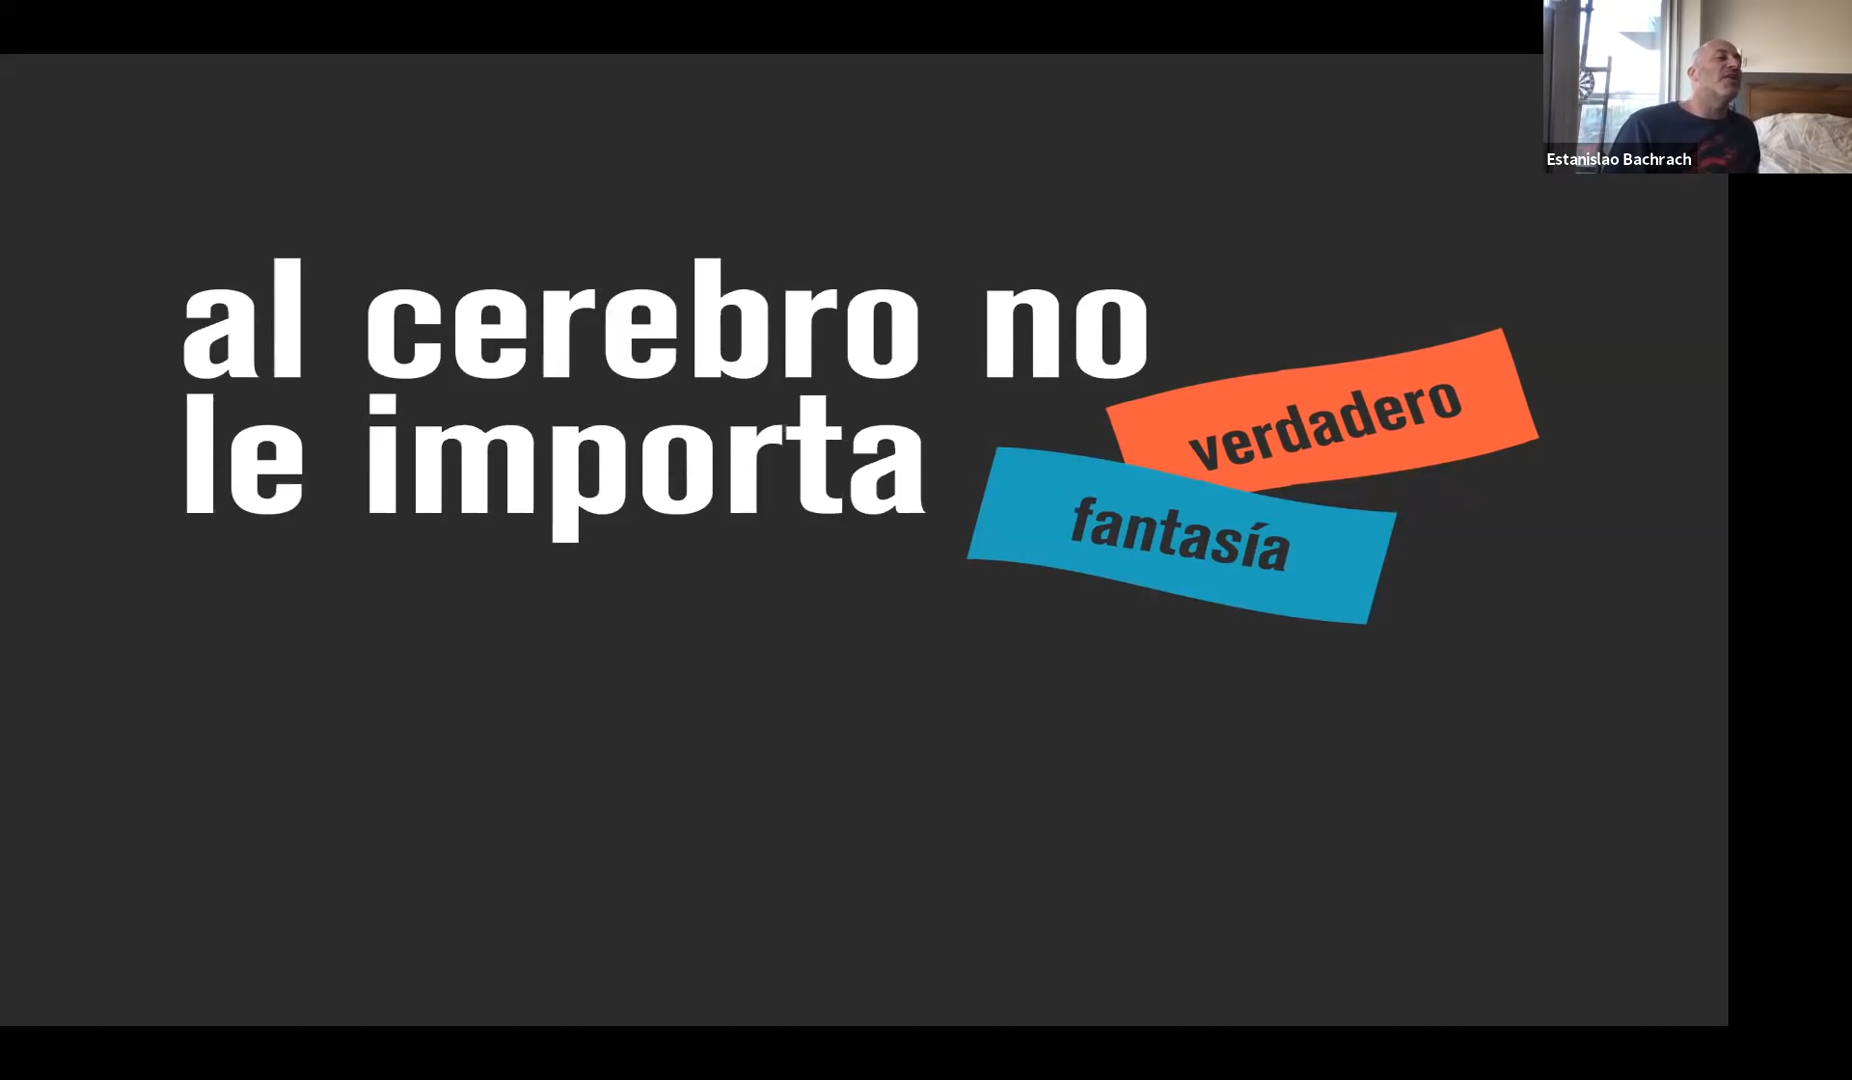 Estanislao Bachrach
al cerebro no
le importa
verdadero
fantasía